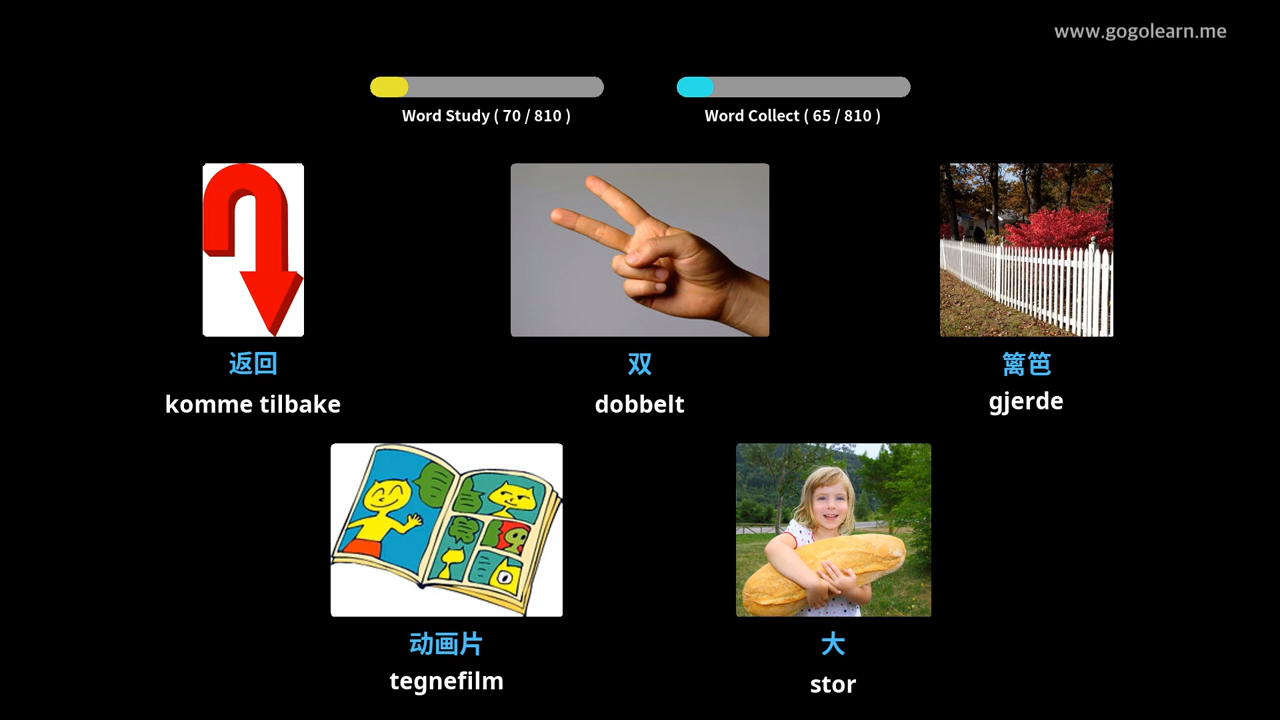 www.gogolearn.me
Word Study ( 70 / 810 )
Word Collect ( 65 / 810 )
返回
komme tilbake
双
dobbelt
篱笆
gjerde
动画片
tegnefilm
大
stor